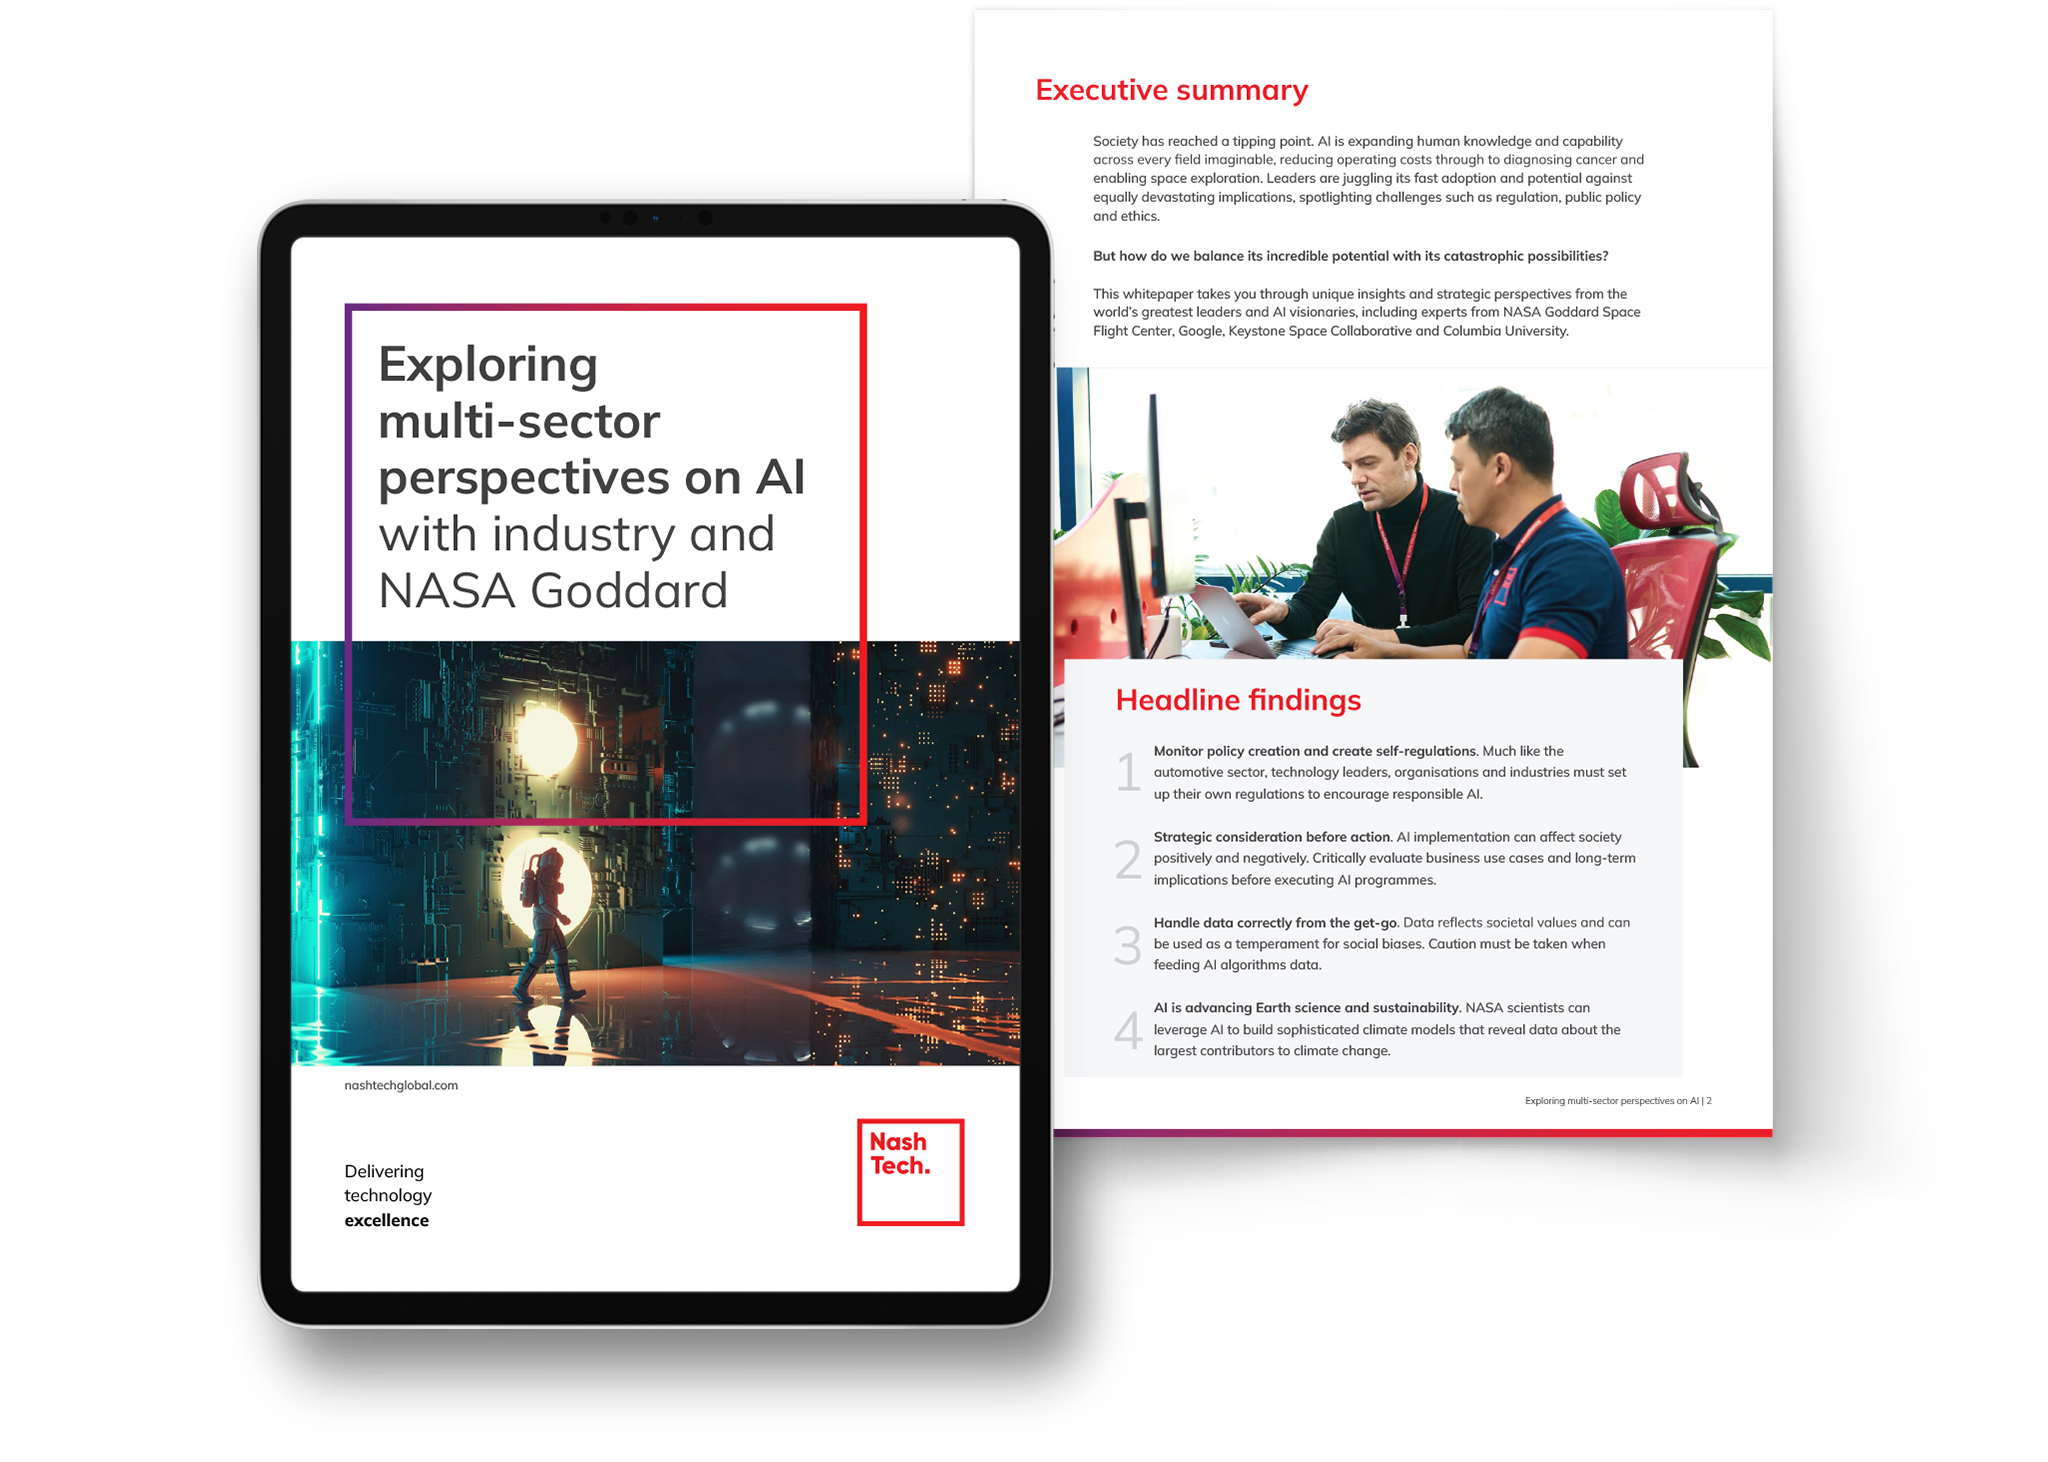 Exploring
multi-sector
perspectives on AI
with industry and
NASA Goddard
nashtechglobal.com
Delivering
technology
excellence
Nash
Tech.
Executive summary
Society has reached a tipping point. AI is expanding human knowledge and capability
across every field imaginable, reducing operating costs through to diagnosing cancer and
enabling space exploration. Leaders are juggling its fast adoption and potential against
equally devastating implications, spotlighting challenges such as regulation, public policy
and ethics.
But how do we balance its incredible potential with its catastrophic possibilities?
This whitepaper takes you through unique insights and strategic perspectives from the
world's greatest leaders and AI visionaries, including experts from NASA Goddard Space
Flight Center, Google, Keystone Space Collaborative and Columbia University.
Headline findings
1
Monitor policy creation and create self-regulations. Much like the
automotive sector, technology leaders, organisations and industries must set
up their own regulations to encourage responsible AI.
2
Strategic consideration before action. AI implementation can affect society
positively and negatively. Critically evaluate business use cases and long-term
implications before executing AI programmes.
3
Handle data correctly from the get-go. Data reflects societal values and can
be used as a temperament for social biases. Caution must be taken when
feeding AI algorithms data.
4
AI is advancing Earth science and sustainability. NASA scientists can
leverage AI to build sophisticated climate models that reveal data about the
largest contributors to climate change.
Exploring multi-sector perspectives on AI | 2